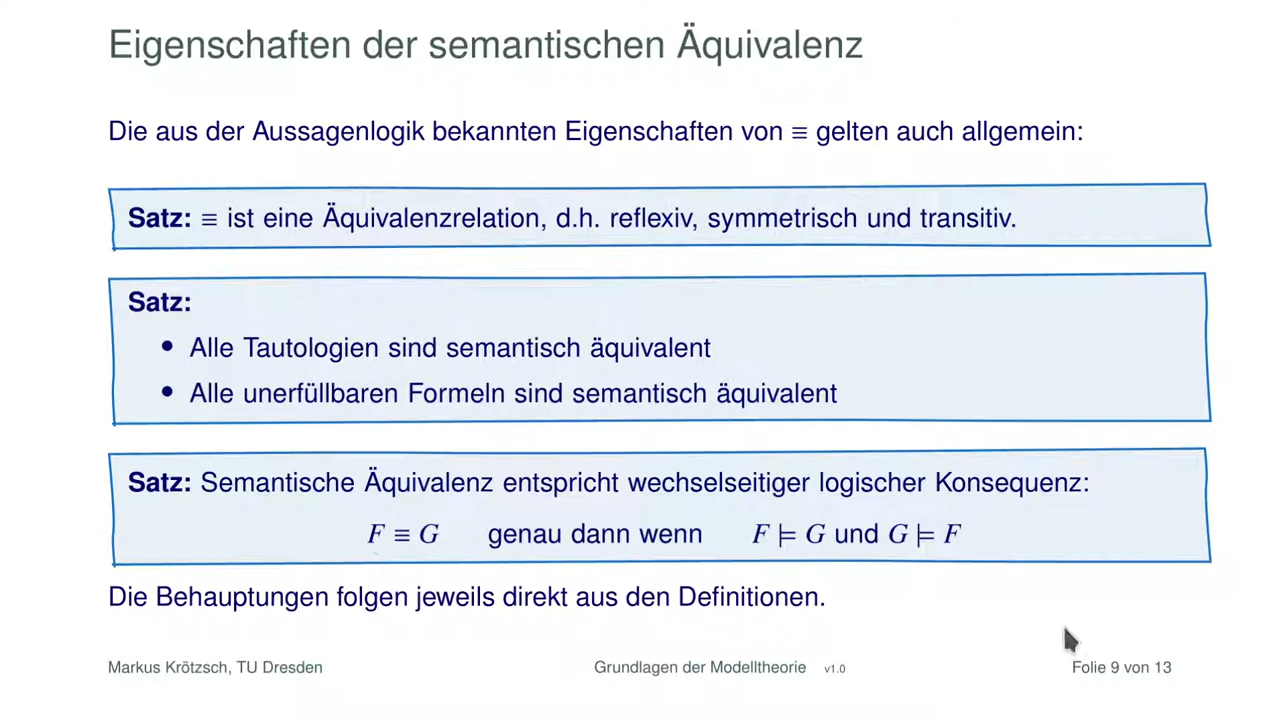 Eigenschaften der semantischen Äquivalenz
Die aus der Aussagenlogik bekannten Eigenschaften von ≡ gelten auch allgemein:
Satz: ≡ ist eine Äquivalenzrelation, d.h. reflexiv, symmetrisch und transitiv.
Satz:
• Alle Tautologien sind semantisch äquivalent
• Alle unerfüllbaren Formeln sind semantisch äquivalent
Satz: Semantische Äquivalenz entspricht wechselseitiger logischer Konsequenz:
F ≡ G genau dann wenn F ⊨ G und G ⊨ F
Die Behauptungen folgen jeweils direkt aus den Definitionen.
Markus Krötzsch, TU Dresden Grundlagen der Modelltheorie v1.0 Folie 9 von 13